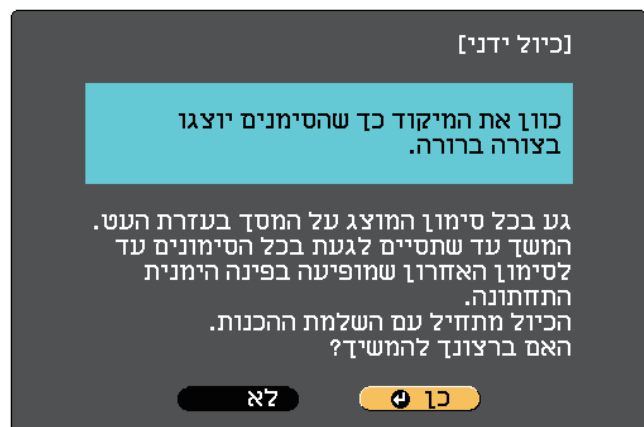 [כיול ידני]
כוון את המיקוד כך שהסימנים יוצגו
בצורה ברורה.
גע בכל סימון המוצג על המסך בעזרת העט.
המשך עד שתסיים לגעת בכל הסימונים עד
לסימון האחרון שמופיעה בפינה הימנית
התחתונה.
הכיול מתחיל עם השלמת ההכנות.
האם ברצונך להמשיך?
כן
לא